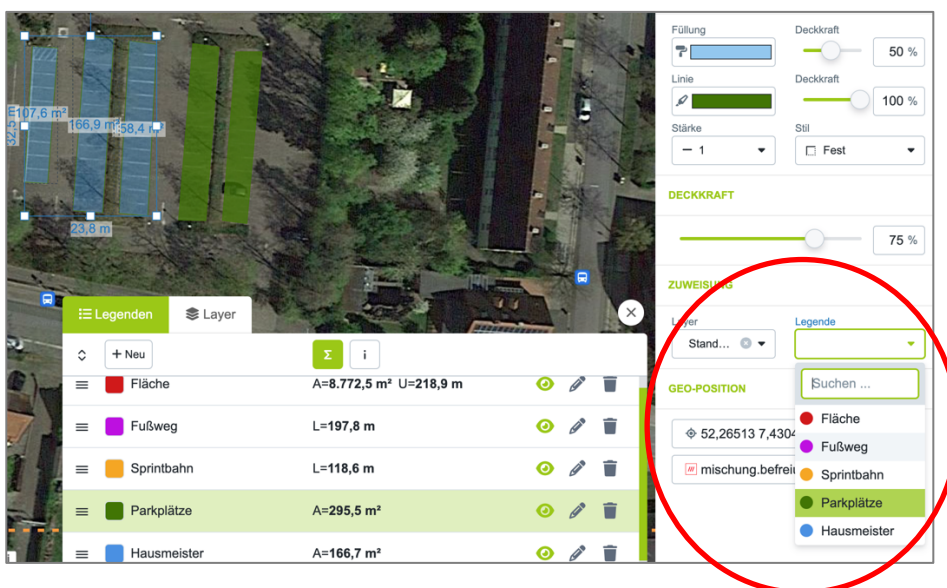 107,6 m²
166,9 m²
58,4 m²
32,5 m
23,8 m
Legenden
Layer
+ Neu
Σ
i
Fläche A=8.772,5 m² U=218,9 m
Fußweg L=197,8 m
Sprintbahn L=118,6 m
Parkplätze A=295,5 m²
Hausmeister A=166,7 m²
Füllung Deckkraft
50 %
Linie Deckkraft
100 %
Stärke Stil
1 Fest
DECKKRAFT
75 %
ZUWEISUNG
Layer Legende
Stand...
Suchen ...
GEO-POSITION
52,26513 7,4304
mischung.befreiu
Fläche
Fußweg
Sprintbahn
Parkplätze
Hausmeister